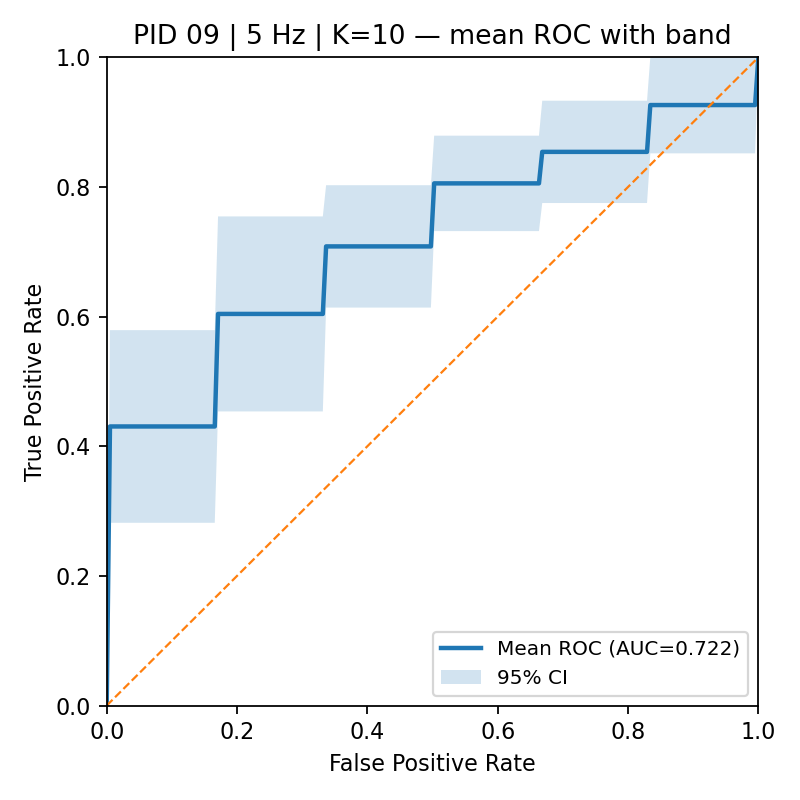 PID 09 | 5 Hz | K=10 — mean ROC with band
1.0
0.8
0.6
0.4
0.2
0.0
True Positive Rate
Mean ROC (AUC=0.722)
95% CI
0.0 0.2 0.4 0.6 0.8 1.0
False Positive Rate